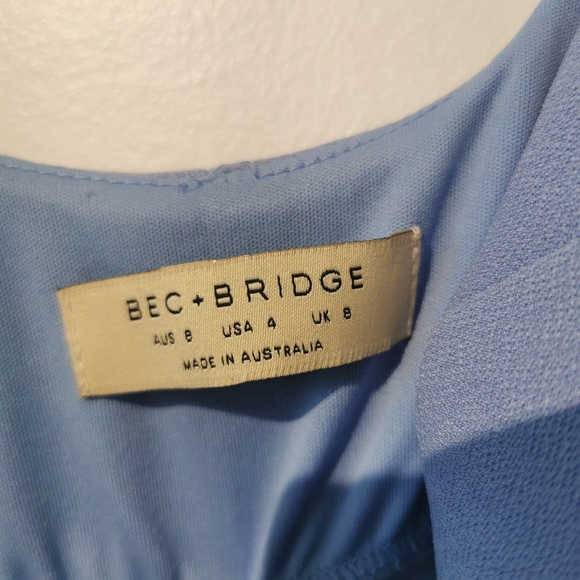 BEC+BRIDGE
AUS 8 USA 4 UK 8
MADE IN AUSTRALIA